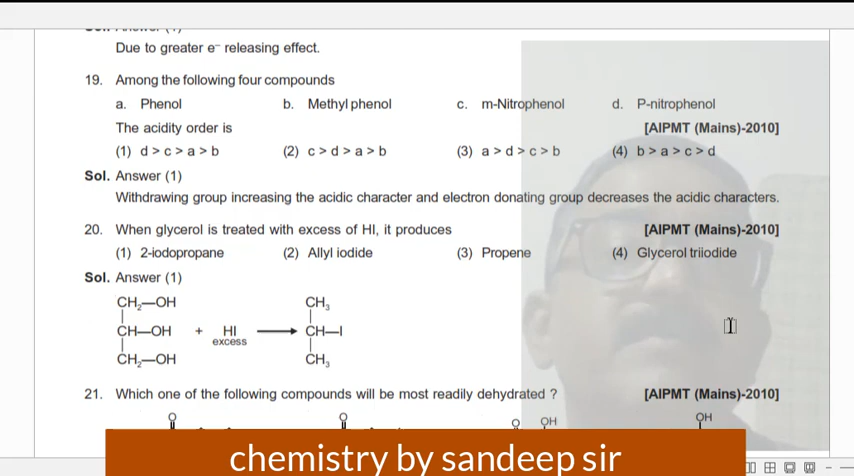 Due to greater e⁻ releasing effect.
19. Among the following four compounds
a. Phenol b. Methyl phenol c. m-Nitrophenol d. P-nitrophenol
The acidity order is [AIPMT (Mains)-2010]
(1) d > c > a > b (2) c > d > a > b (3) a > d > c > b (4) b > a > c > d
Sol. Answer (1)
Withdrawing group increasing the acidic character and electron donating group decreases the acidic characters.
20. When glycerol is treated with excess of HI, it produces [AIPMT (Mains)-2010]
(1) 2-iodopropane (2) Allyl iodide (3) Propene (4) Glycerol triiodide
Sol. Answer (1)
CH₂—OH CH₃
CH—OH + HI CH—I
excess
CH₂—OH CH₃
21. Which one of the following compounds will be most readily dehydrated ? [AIPMT (Mains)-2010]
O O O OH OH
chemistry by sandeep sir